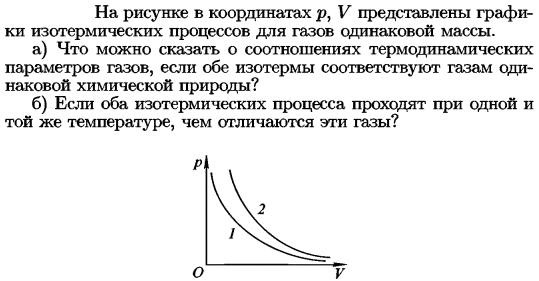 На рисунке в координатах p, V представлены графи-
ки изотермических процессов для газов одинаковой массы.
а) Что можно сказать о соотношениях термодинамических
параметров газов, если обе изотермы соответствуют газам оди-
наковой химической природы?
б) Если оба изотермических процесса проходят при одной и
той же температуре, чем отличаются эти газы?
p
2
1
O
V